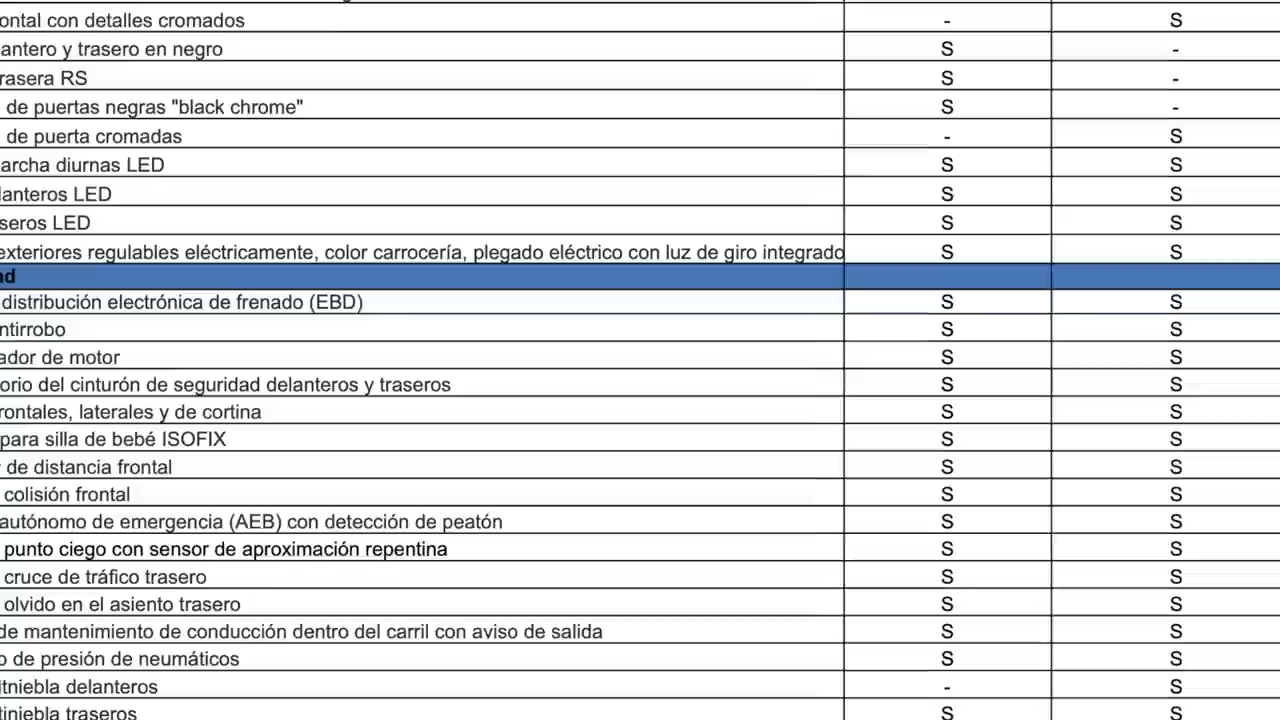 ontal con detalles cromados - S
antero y trasero en negro S -
rasera RS S -
de puertas negras "black chrome" S -
de puerta cromadas - S
archa diurnas LED S S
lanteros LED S S
seros LED S S
exteriores regulables eléctricamente, color carrocería, plegado eléctrico con luz de giro integrado S S
ad
distribución electrónica de frenado (EBD) S S
ntirrobo S S
ador de motor S S
orio del cinturón de seguridad delanteros y traseros S S
rontales, laterales y de cortina S S
para silla de bebé ISOFIX S S
de distancia frontal S S
colisión frontal S S
autónomo de emergencia (AEB) con detección de peatón S S
punto ciego con sensor de aproximación repentina S S
cruce de tráfico trasero S S
olvido en el asiento trasero S S
de mantenimiento de conducción dentro del carril con aviso de salida S S
o de presión de neumáticos S S
itniebla delanteros - S
tiniebla traseros S S